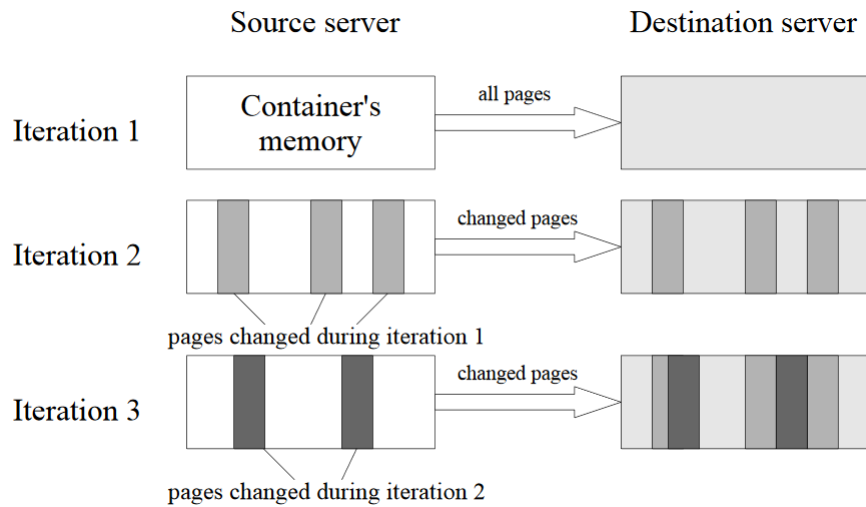 Source server
Destination server
Iteration 1
Container's
memory
all pages
Iteration 2
changed pages
pages changed during iteration 1
Iteration 3
changed pages
pages changed during iteration 2